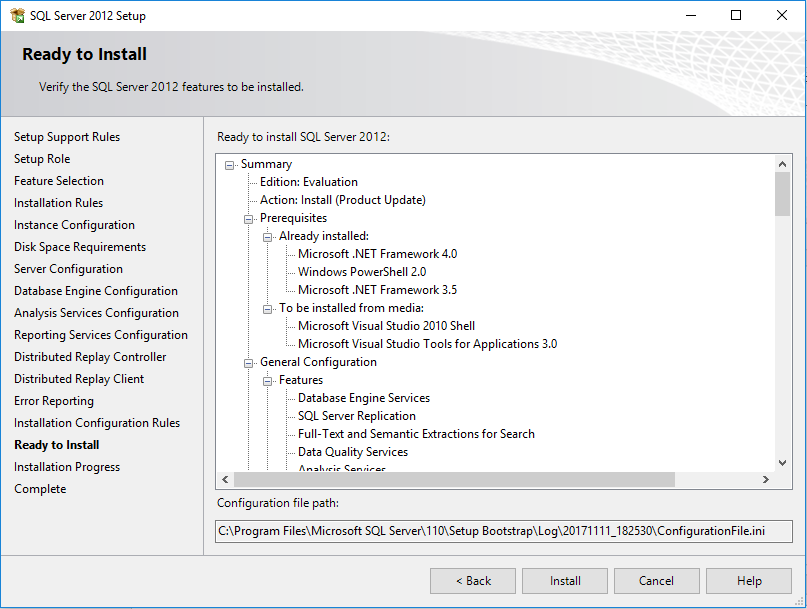 SQL Server 2012 Setup
Ready to Install
Verify the SQL Server 2012 features to be installed.
Setup Support Rules
Setup Role
Feature Selection
Installation Rules
Instance Configuration
Disk Space Requirements
Server Configuration
Database Engine Configuration
Analysis Services Configuration
Reporting Services Configuration
Distributed Replay Controller
Distributed Replay Client
Error Reporting
Installation Configuration Rules
Ready to Install
Installation Progress
Complete
Ready to install SQL Server 2012:
Summary
Edition: Evaluation
Action: Install (Product Update)
Prerequisites
Already installed:
Microsoft .NET Framework 4.0
Windows PowerShell 2.0
Microsoft .NET Framework 3.5
To be installed from media:
Microsoft Visual Studio 2010 Shell
Microsoft Visual Studio Tools for Applications 3.0
General Configuration
Features
Database Engine Services
SQL Server Replication
Full-Text and Semantic Extractions for Search
Data Quality Services
Analysis Services
Configuration file path:
C:\Program Files\Microsoft SQL Server\110\Setup Bootstrap\Log\20171111_182530\ConfigurationFile.ini
< Back
Install
Cancel
Help